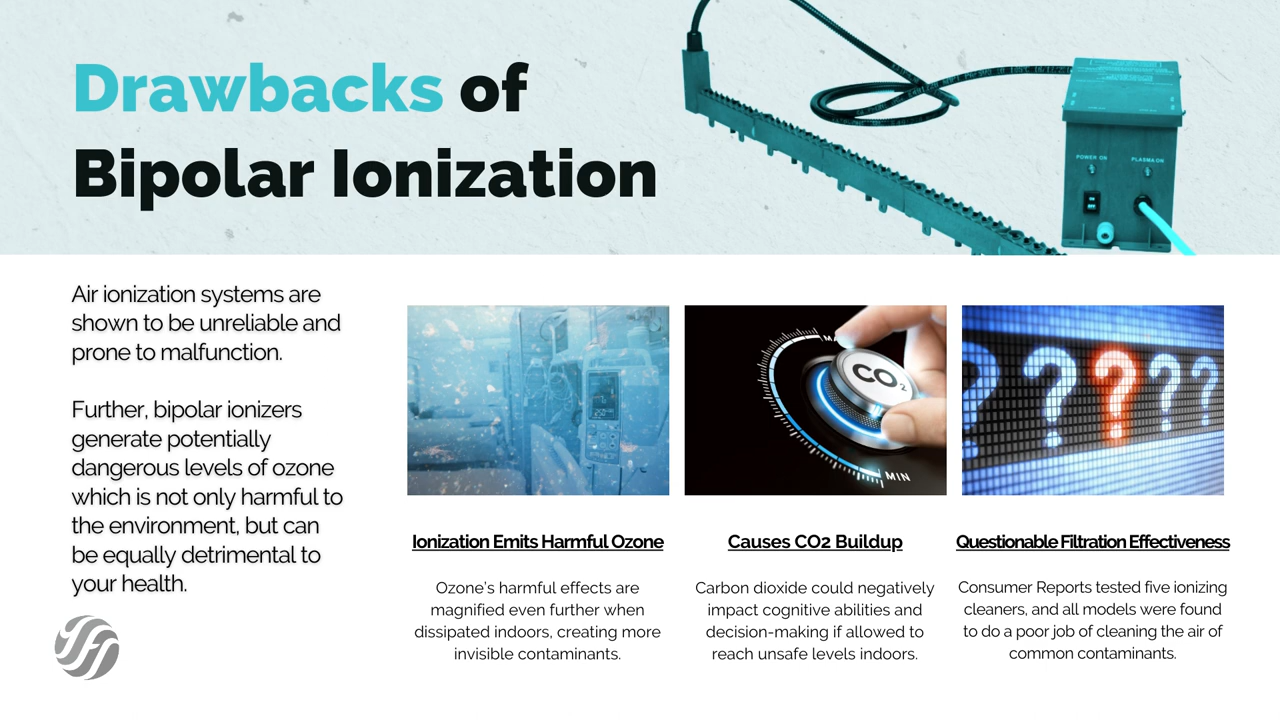 Drawbacks of
Bipolar Ionization
POWER ON
PLASMA ON
Air ionization systems are
shown to be unreliable and
prone to malfunction.
Further, bipolar ionizers
generate potentially
dangerous levels of ozone
which is not only harmful to
the environment, but can
be equally detrimental to
your health.
CO2
MIN
? ? ? ? ?
Ionization Emits Harmful Ozone
Ozone's harmful effects are
magnified even further when
dissipated indoors, creating more
invisible contaminants.
Causes CO2 Buildup
Carbon dioxide could negatively
impact cognitive abilities and
decision-making if allowed to
reach unsafe levels indoors.
Questionable Filtration Effectiveness
Consumer Reports tested five ionizing
cleaners, and all models were found
to do a poor job of cleaning the air of
common contaminants.